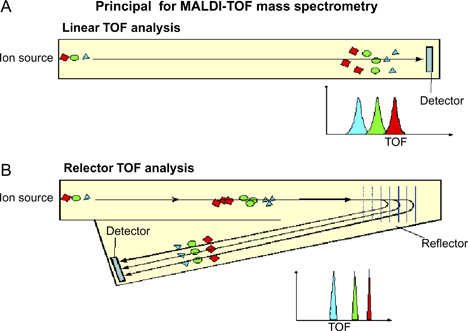 Principal for MALDI-TOF mass spectrometry
A
Linear TOF analysis
Ion source
Detector
TOF
B
Relector TOF analysis
Ion source
Detector
Reflector
TOF